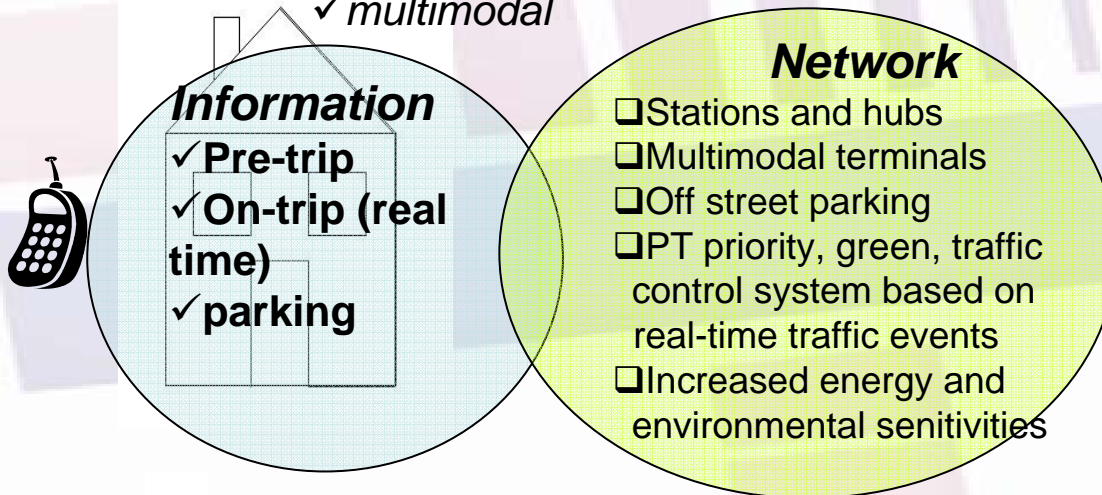 ✓ multimodal
Information
✓Pre-trip
✓On-trip (real
time)
✓parking
Network
❑Stations and hubs
❑Multimodal terminals
❑Off street parking
❑PT priority, green, traffic
control system based on
real-time traffic events
❑Increased energy and
environmental senitivities